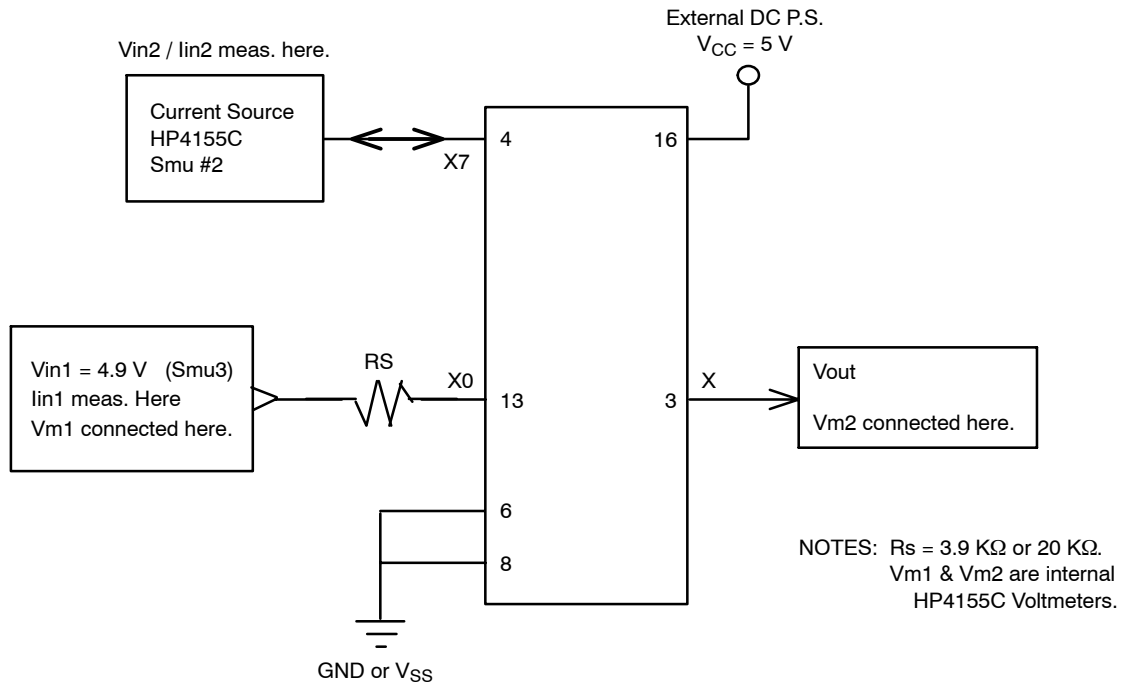 External DC P.S.
VCC = 5 V
Vin2 / Iin2 meas. here.
Current Source
HP4155C
Smu #2
X7
4
16
Vin1 = 4.9 V (Smu3)
Iin1 meas. Here
Vm1 connected here.
RS
X0
13
3
X
Vout
Vm2 connected here.
6
8
GND or VSS
NOTES: Rs = 3.9 KΩ or 20 KΩ.
Vm1 & Vm2 are internal
HP4155C Voltmeters.